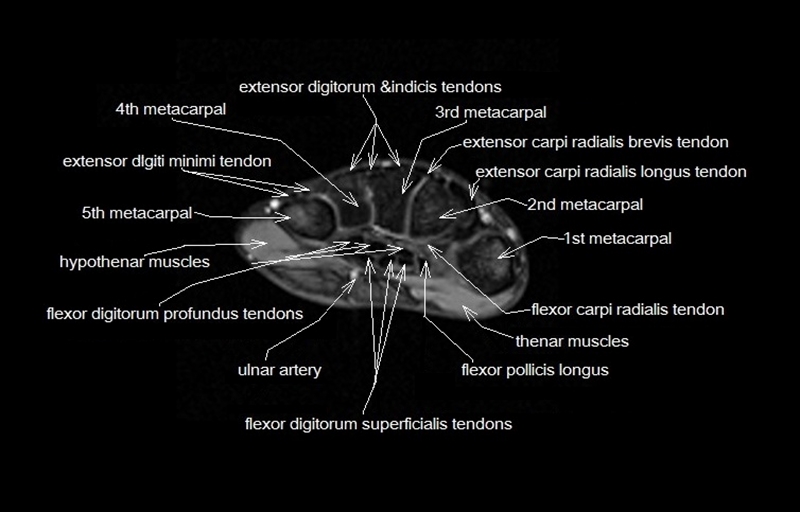 extensor digitorum &indicis tendons
4th metacarpal
3rd metacarpal
extensor carpi radialis brevis tendon
extensor dIgiti minimi tendon
extensor carpi radialis longus tendon
5th metacarpal
2nd metacarpal
1st metacarpal
hypothenar muscles
flexor digitorum profundus tendons
flexor carpi radialis tendon
thenar muscles
ulnar artery
flexor pollicis longus
flexor digitorum superficialis tendons